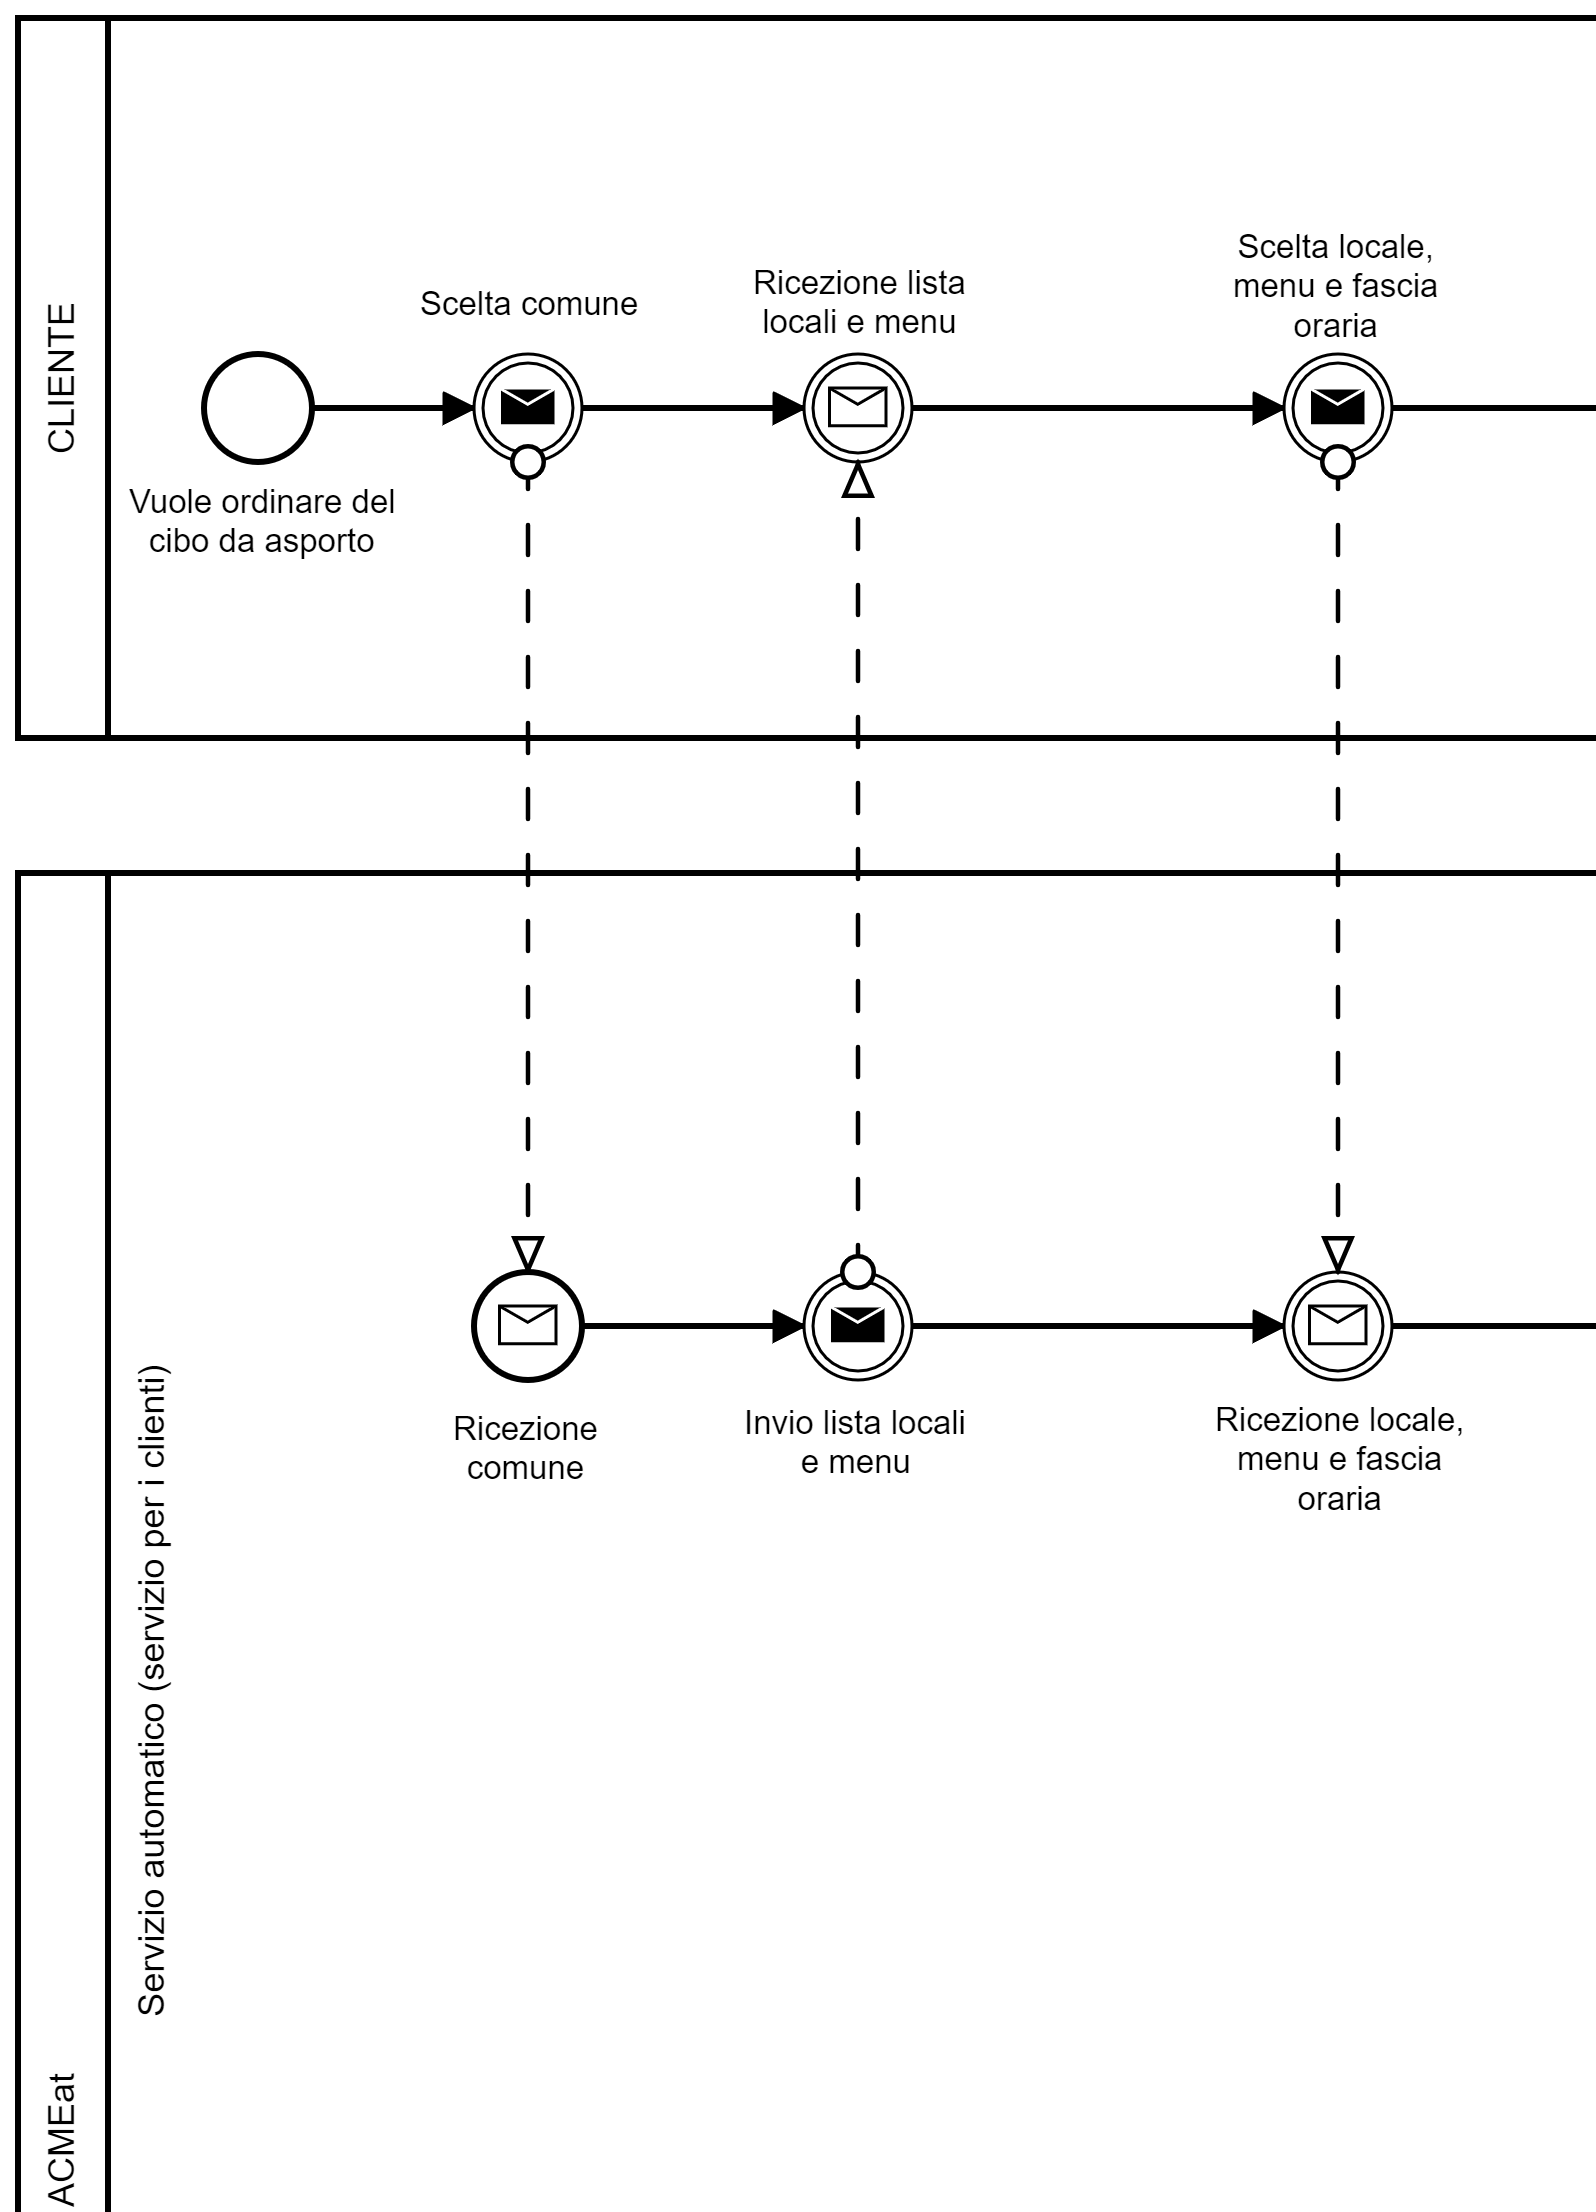 CLIENTE
Scelta comune
Ricezione lista
locali e menu
Scelta locale,
menu e fascia
oraria
Vuole ordinare del
cibo da asporto
ACMEat
Servizio automatico (servizio per i clienti)
Ricezione
comune
Invio lista locali
e menu
Ricezione locale,
menu e fascia
oraria